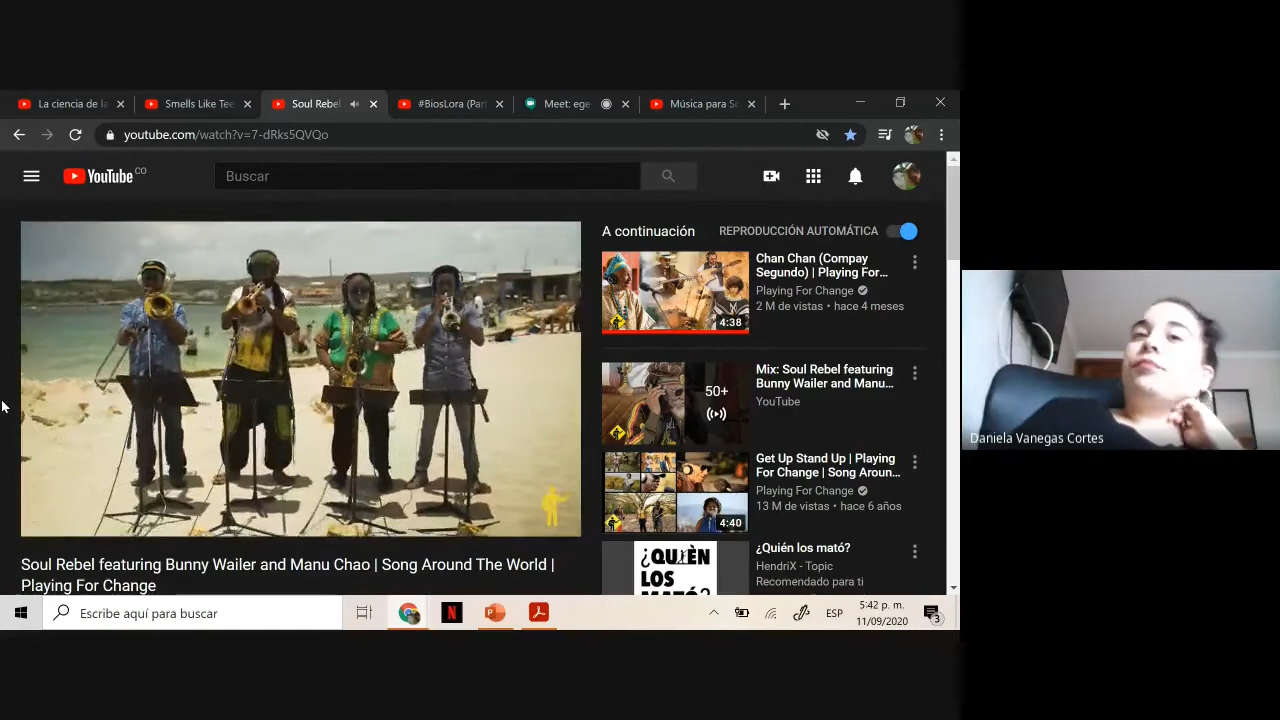 La ciencia de la
Smells Like Tee
Soul Rebel
#BiosLora (Par
Meet: ege
Música para So
youtube.com/watch?v=7-dRks5QVQo
YouTube CO
Buscar
A continuación
REPRODUCCIÓN AUTOMÁTICA
Chan Chan (Compay
Segundo) | Playing For...
Playing For Change
2 M de vistas • hace 4 meses
4:38
Mix: Soul Rebel featuring
Bunny Wailer and Manu...
YouTube
50+
Get Up Stand Up | Playing
For Change | Song Aroun...
Playing For Change
13 M de vistas • hace 6 años
4:40
¿Quién los mató?
HendriX - Topic
Recomendado para ti
¿QUIÉN
LOS
MATÓ?
Soul Rebel featuring Bunny Wailer and Manu Chao | Song Around The World |
Playing For Change
Daniela Vanegas Cortes
Escribe aquí para buscar
ESP
5:42 p. m.
11/09/2020
3